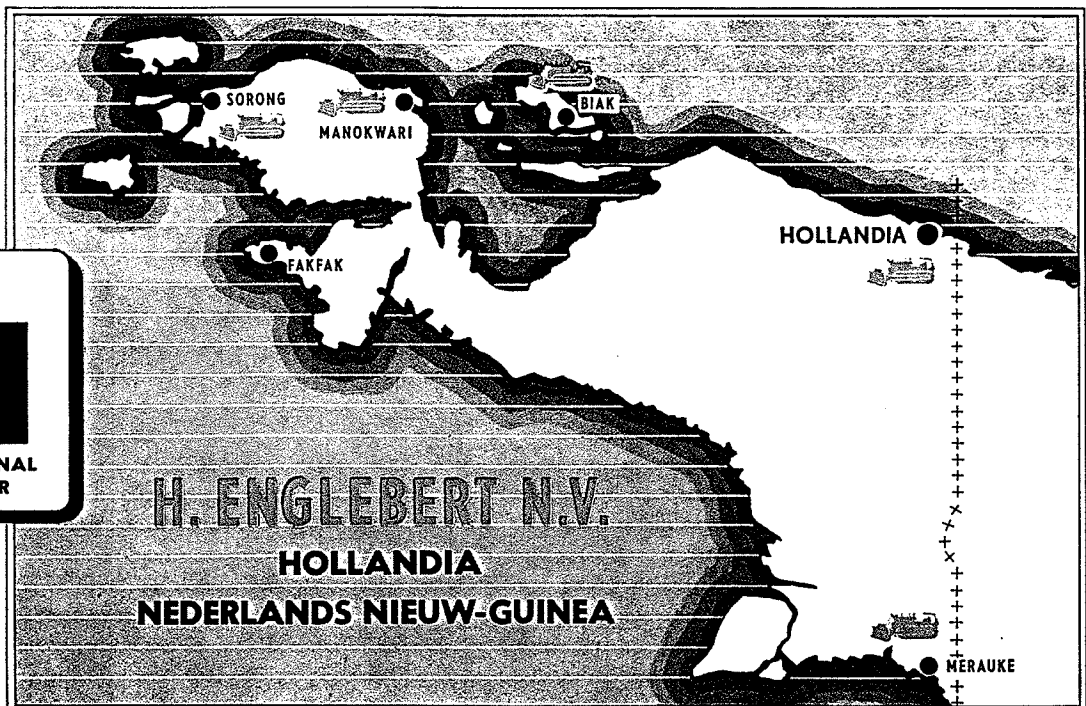 SORONG
MANOKWARI
BIAK
HOLLANDIA
FAKFAK
NAL
R
H. ENGLEBERT N.V.
HOLLANDIA
NEDERLANDS NIEUW-GUINEA
MERAUKE